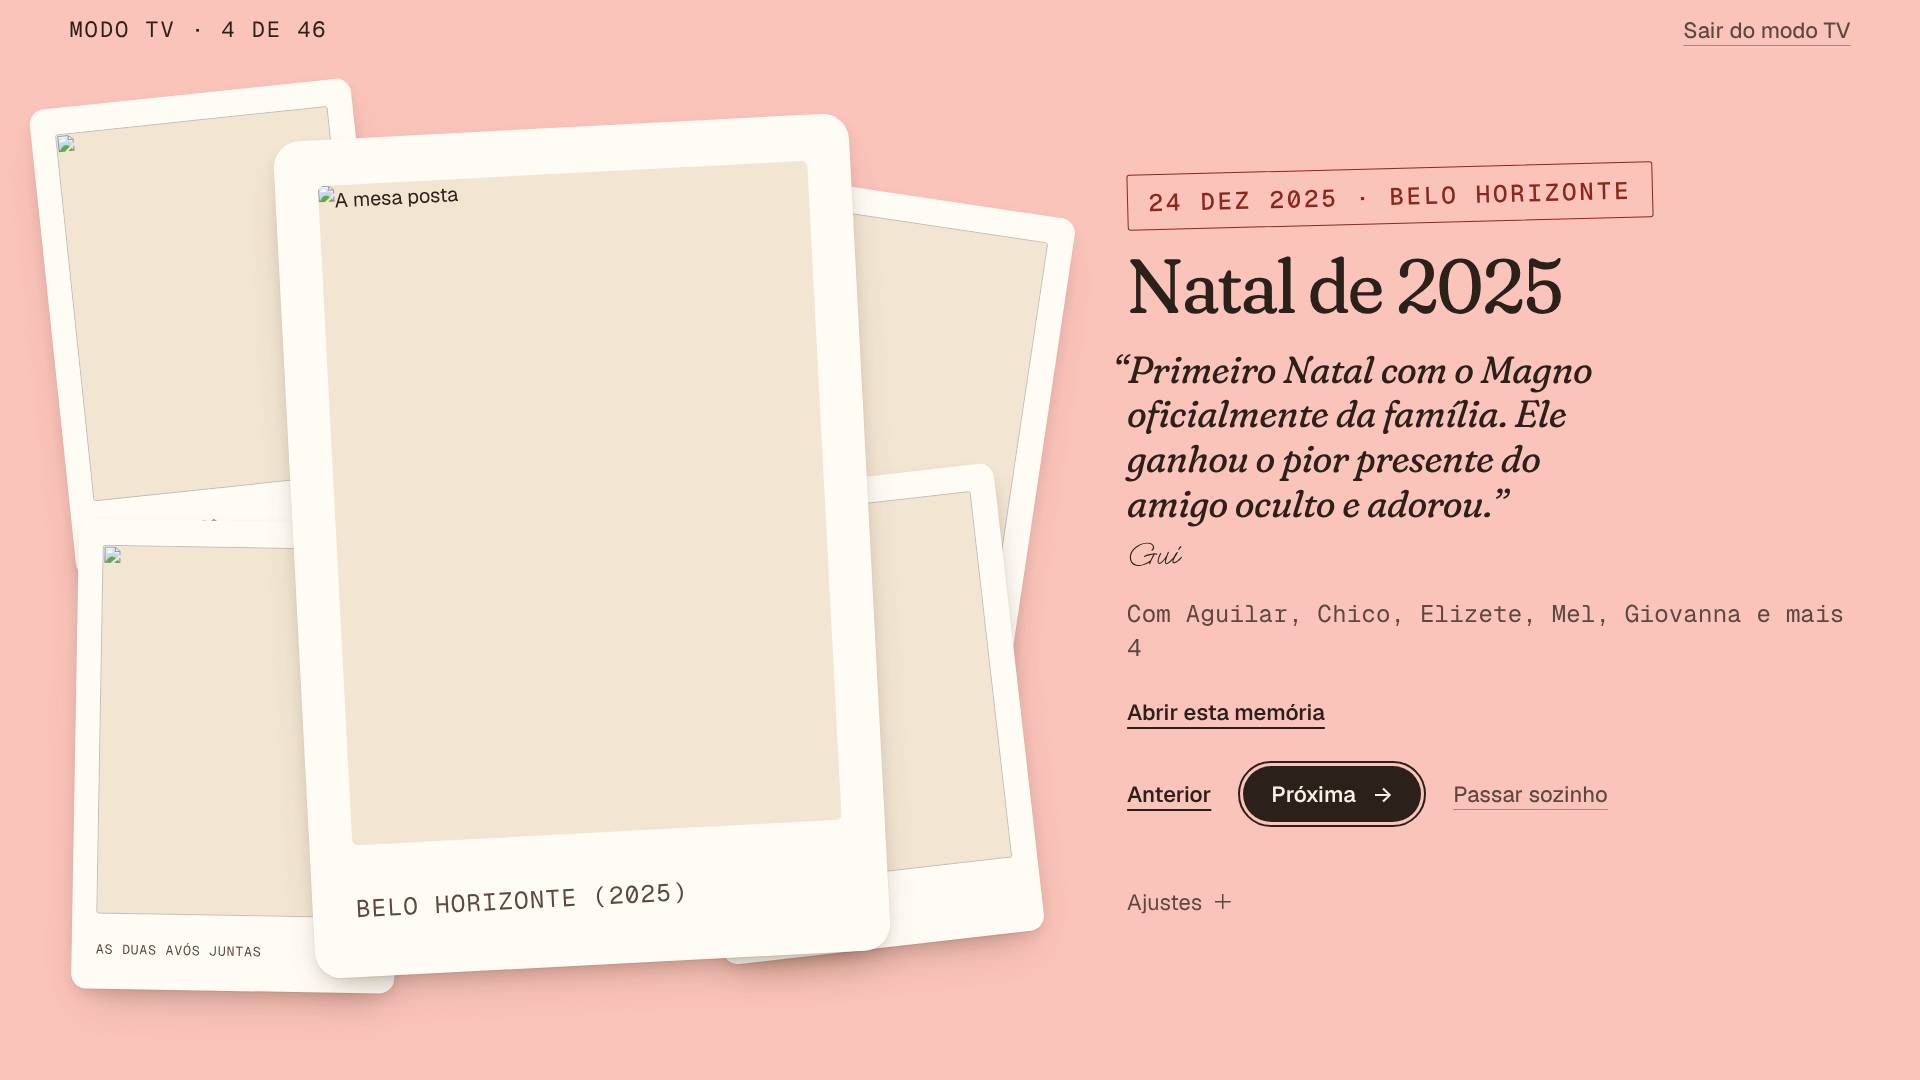 MODO TV · 4 DE 46
Sair do modo TV
A mesa posta
BELO HORIZONTE (2025)
AS DUAS AVÓS JUNTAS
24 DEZ 2025 · BELO HORIZONTE
Natal de 2025
“Primeiro Natal com o Magno
oficialmente da família. Ele
ganhou o pior presente do
amigo oculto e adorou.”
Gui
Com Aguilar, Chico, Elizete, Mel, Giovanna e mais
4
Abrir esta memória
Anterior
Próxima →
Passar sozinho
Ajustes +